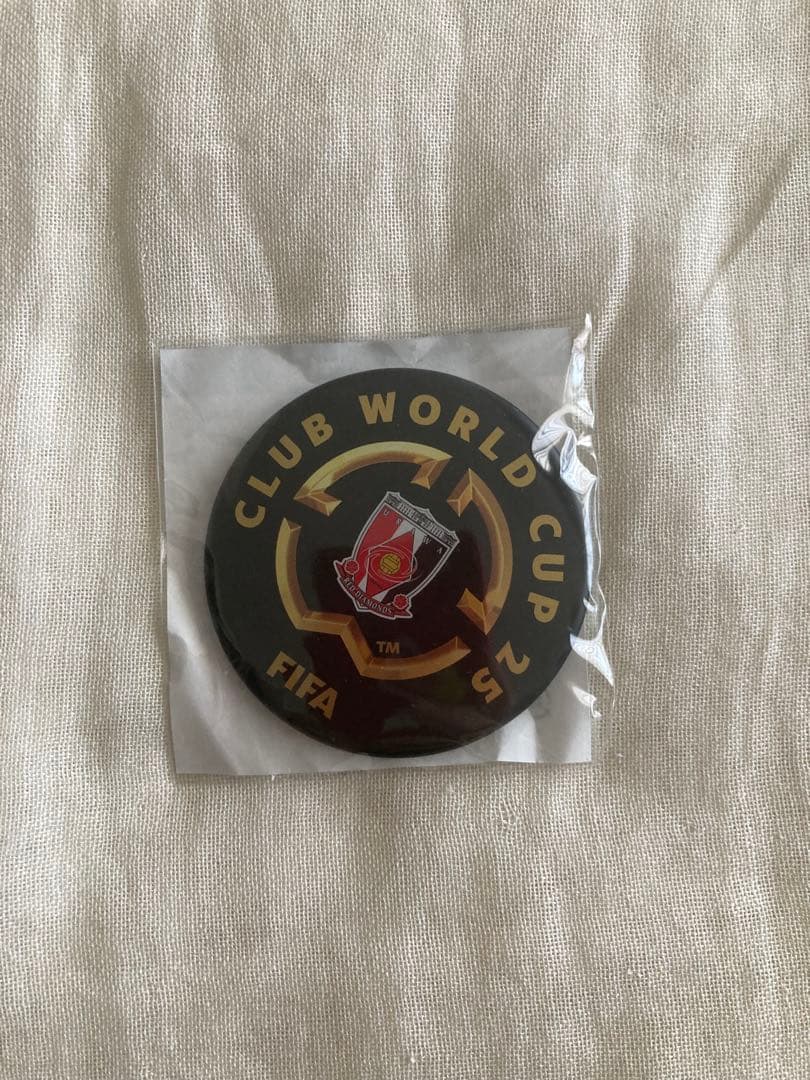 CLUB WORLD CUP 25
FIFA
TM
URAWA
RED DIAMONDS